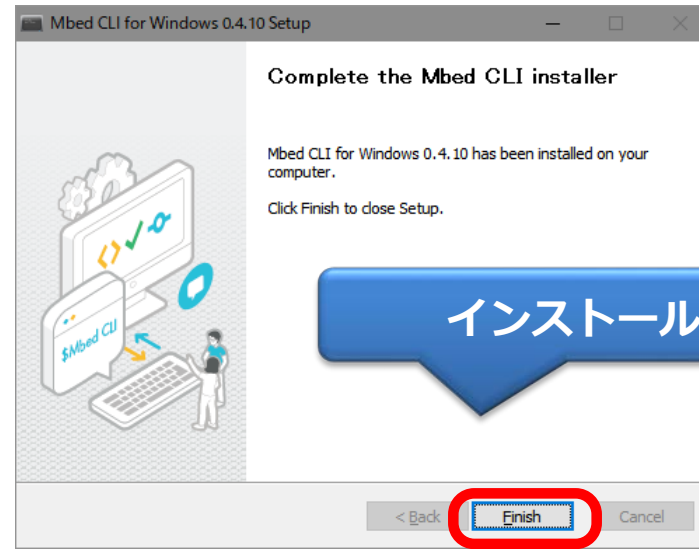 Mbed CLI for Windows 0.4.10 Setup
Complete the Mbed CLI installer
Mbed CLI for Windows 0.4.10 has been installed on your
computer.
Click Finish to close Setup.
インストール
$Mbed CLI
< Back
Finish
Cancel